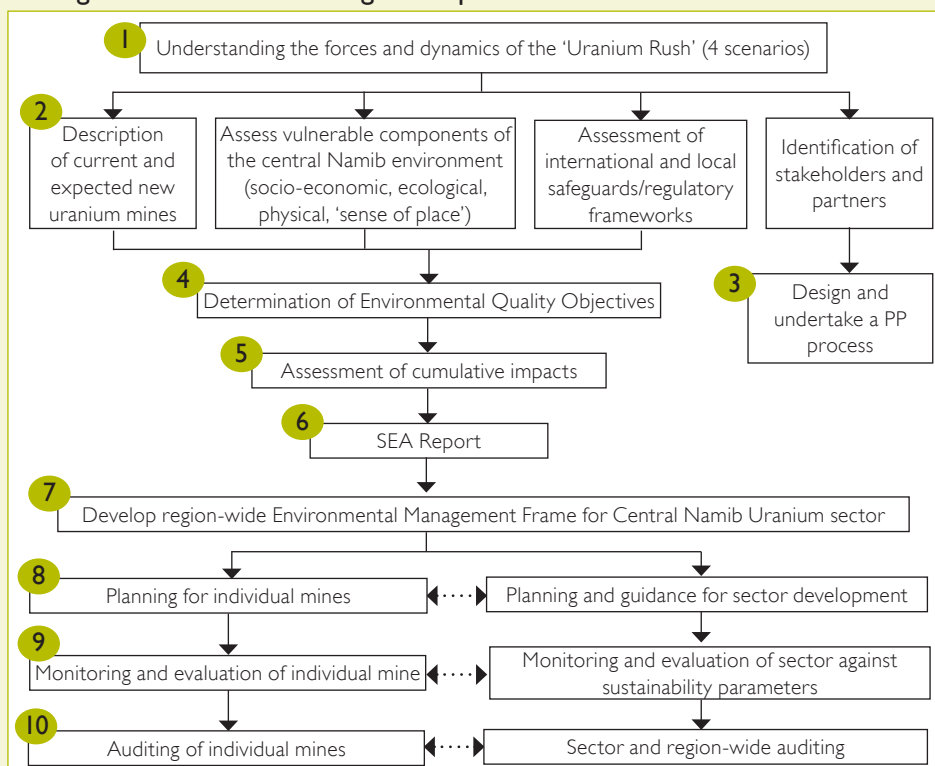 1
Understanding the forces and dynamics of the 'Uranium Rush' (4 scenarios)
2
Description
of current and
expected new
uranium mines
Assess vulnerable components of
the central Namib environment
(socio-economic, ecological,
physical, 'sense of place')
Assessment of
international and local
safeguards/regulatory
frameworks
Identification of
stakeholders and
partners
3
Design and
undertake a PP
process
4
Determination of Environmental Quality Objectives
5
Assessment of cumulative impacts
6
SEA Report
7
Develop region-wide Environmental Management Frame for Central Namib Uranium sector
8
Planning for individual mines
Planning and guidance for sector development
9
Monitoring and evaluation of individual mine
Monitoring and evaluation of sector against
sustainability parameters
10
Auditing of individual mines
Sector and region-wide auditing